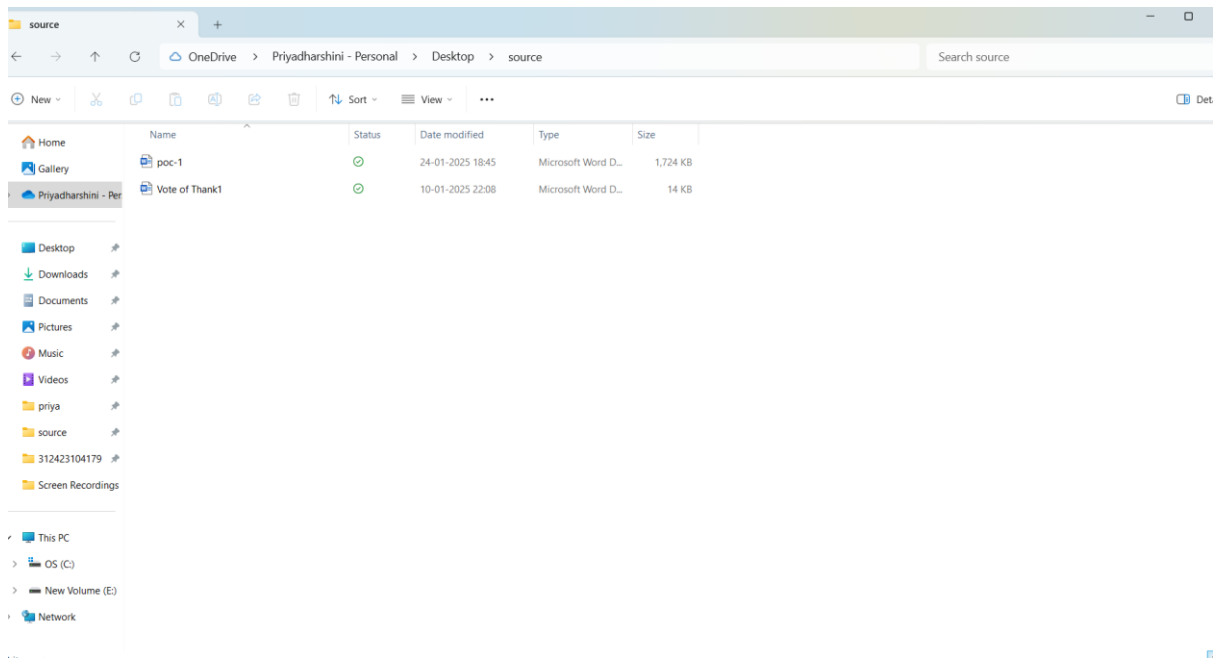 source
OneDrive > Priyadharshini - Personal > Desktop > source
Search source
New Sort View ...
Name Status Date modified Type Size
poc-1 24-01-2025 18:45 Microsoft Word D... 1,724 KB
Vote of Thank1 10-01-2025 22:08 Microsoft Word D... 14 KB
Home
Gallery
Priyadharshini - Per
Desktop
Downloads
Documents
Pictures
Music
Videos
priya
source
312423104179
Screen Recordings
This PC
OS (C:)
New Volume (E:)
Network